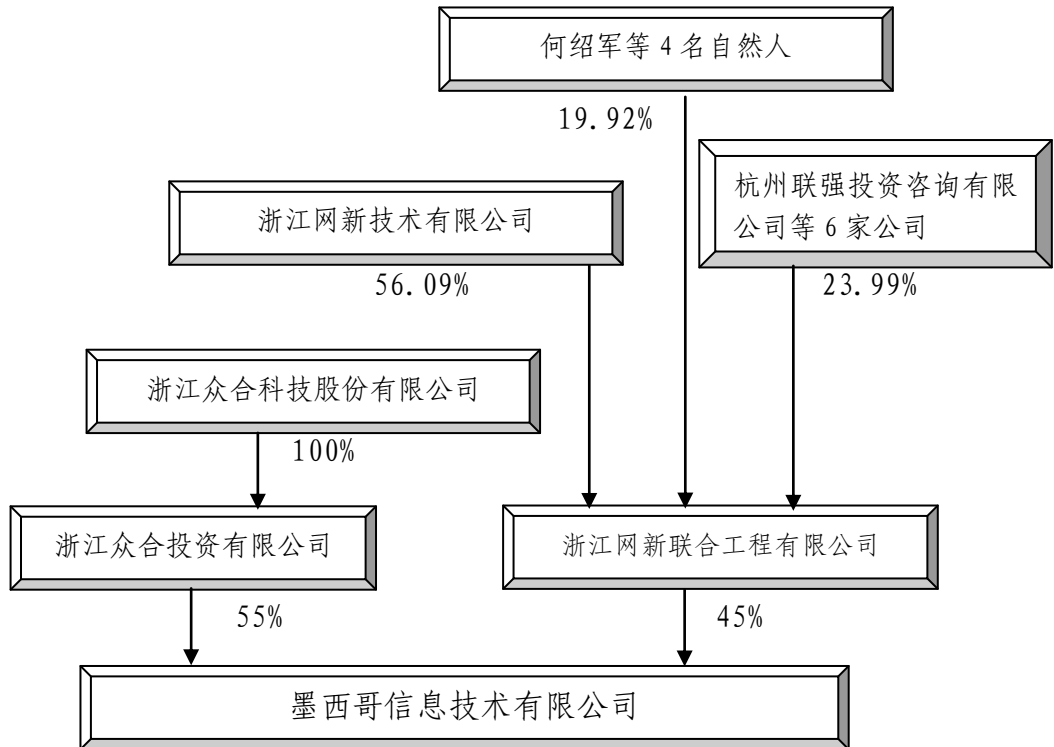 何绍军等 4 名自然人
19.92%
杭州联强投资咨询有限
公司等 6 家公司
浙江网新技术有限公司
56.09%
23.99%
浙江众合科技股份有限公司
100%
浙江众合投资有限公司
浙江网新联合工程有限公司
55%
45%
墨西哥信息技术有限公司